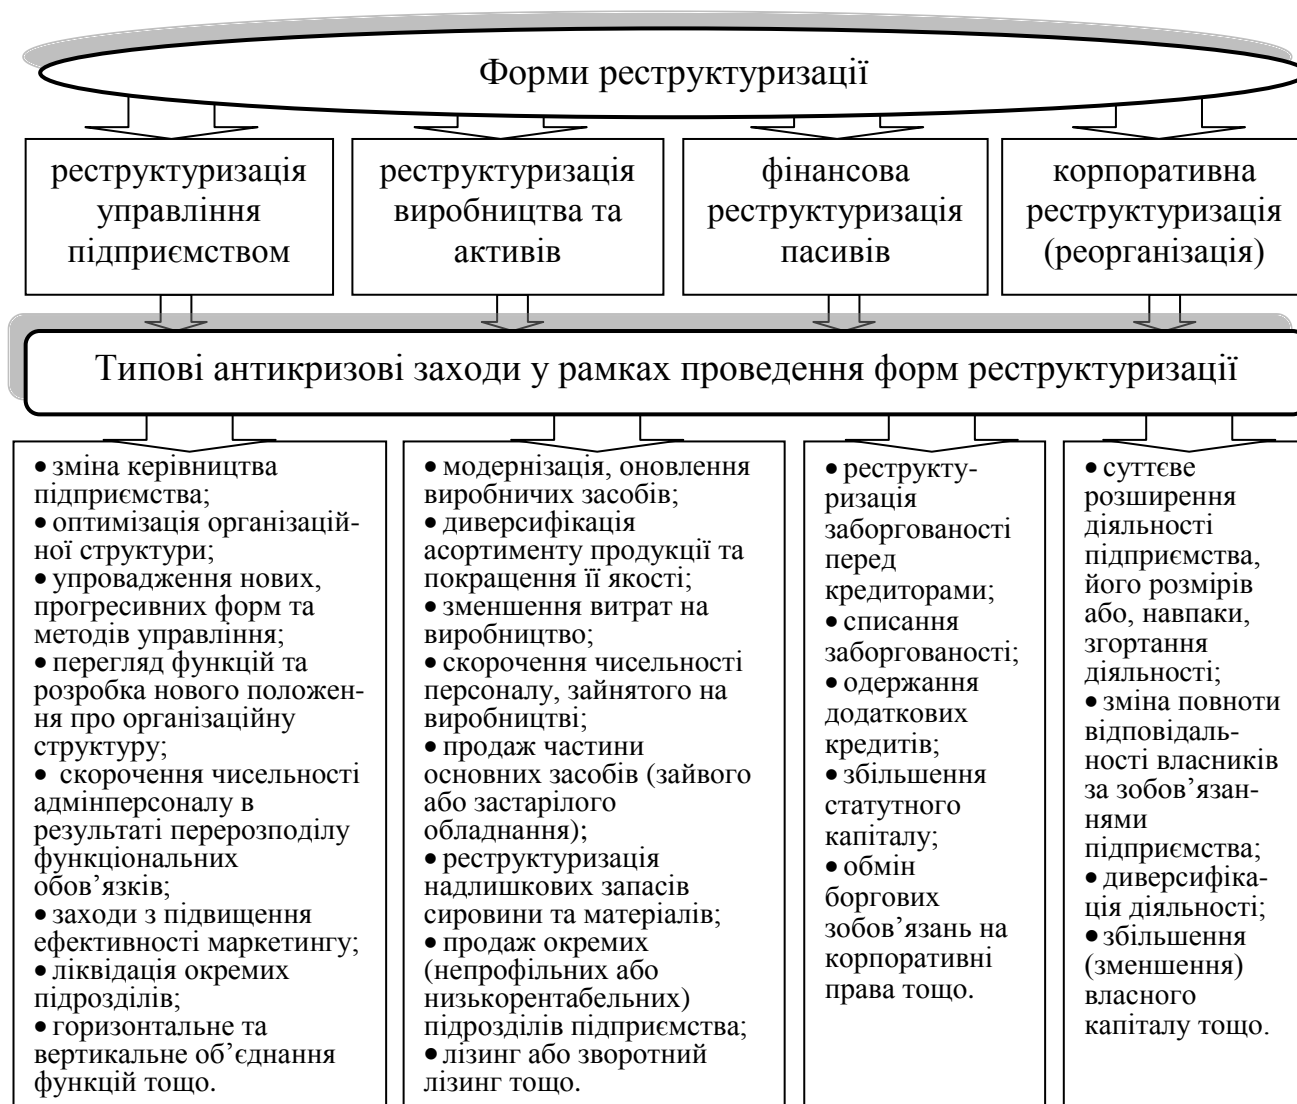 Форми реструктуризації
реструктуризація
управління
підприємством
реструктуризація
виробництва та
активів
фінансова
реструктуризація
пасивів
корпоративна
реструктуризація
(реорганізація)
Типові антикризові заходи у рамках проведення форм реструктуризації
• зміна керівництва
підприємства;
• оптимізація організацій-
ної структури;
• упровадження нових,
прогресивних форм та
методів управління;
• перегляд функцій та
розробка нового положен-
ня про організаційну
структуру;
• скорочення чисельності
адмінперсоналу в
результаті перерозподілу
функціональних
обов’язків;
• заходи з підвищення
ефективності маркетингу;
• ліквідація окремих
підрозділів;
• горизонтальне та
вертикальне об’єднання
функцій тощо.
• модернізація, оновлення
виробничих засобів;
• диверсифікація
асортименту продукції та
покращення її якості;
• зменшення витрат на
виробництво;
• скорочення чисельності
персоналу, зайнятого на
виробництві;
• продаж частини
основних засобів (зайвого
або застарілого
обладнання);
• реструктуризація
надлишкових запасів
сировини та матеріалів;
• продаж окремих
(непрофільних або
низькорентабельних)
підрозділів підприємства;
• лізинг або зворотний
лізинг тощо.
• реструкту-
ризація
заборгованості
перед
кредиторами;
• списання
заборгованості;
• одержання
додаткових
кредитів;
• збільшення
статутного
капіталу;
• обмін
боргових
зобов’язань на
корпоративні
права тощо.
• суттєве
розширення
діяльності
підприємства,
його розмірів
або, навпаки,
згортання
діяльності;
• зміна повноти
відповідаль-
ності власників
за зобов’язан-
нями
підприємства;
• диверсифіка-
ція діяльності;
• збільшення
(зменшення)
власного
капіталу тощо.